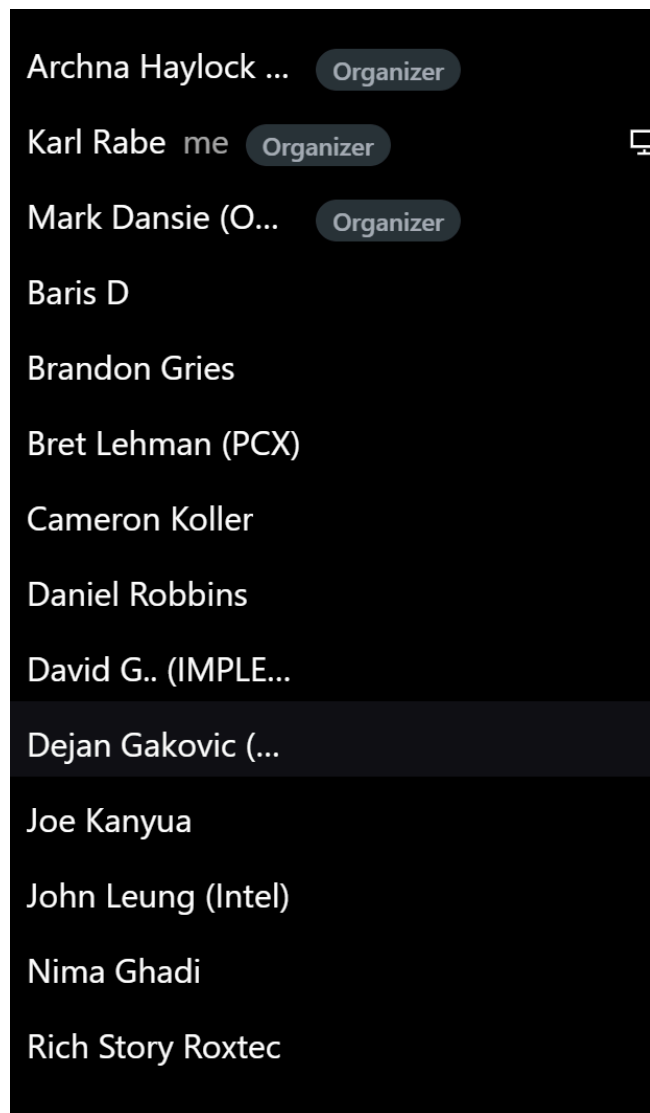 Archna Haylock ... Organizer
Karl Rabe me Organizer
Mark Dansie (O... Organizer
Baris D
Brandon Gries
Bret Lehman (PCX)
Cameron Koller
Daniel Robbins
David G.. (IMPLE...
Dejan Gakovic (...
Joe Kanyua
John Leung (Intel)
Nima Ghadi
Rich Story Roxtec